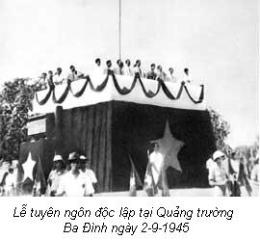 Lễ tuyên ngôn độc lập tại Quảng trường
Ba Đình ngày 2-9-1945